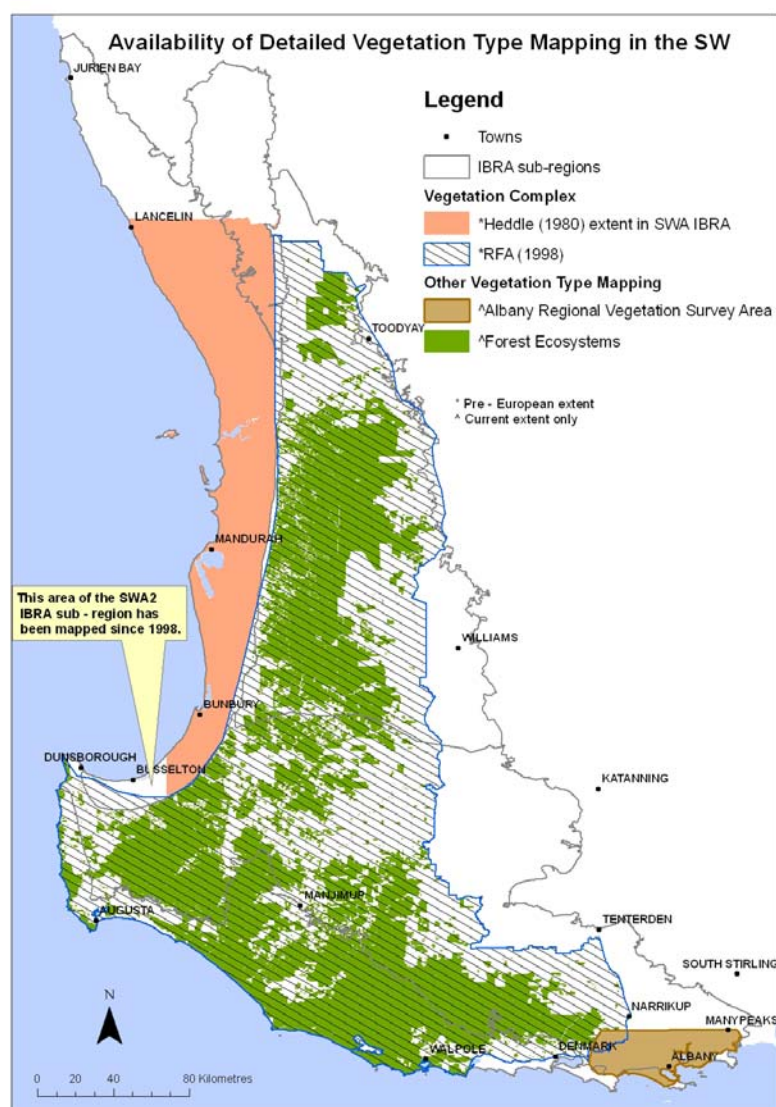 Availability of Detailed Vegetation Type Mapping in the SW
JURIEN BAY
Legend
Towns
IBRA sub-regions
Vegetation Complex
*Heddle (1980) extent in SWA IBRA
*RFA (1998)
Other Vegetation Type Mapping
^Albany Regional Vegetation Survey Area
^Forest Ecosystems
* Pre - European extent
^ Current extent only
LANCELIN
TOODYAY
MANDURAH
This area of the SWA2
IBRA sub - region has
been mapped since 1998.
WILLIAMS
BUNBURY
DUNSBOROUGH
BUSSELTON
KATANNING
MANJIMUP
AUGUSTA
TENTERDEN
SOUTH STIRLING
NARRIKUP
MANYPEAKS
WALPOLE
DENMARK
ALBANY
N
0 20 40 80 Kilometres